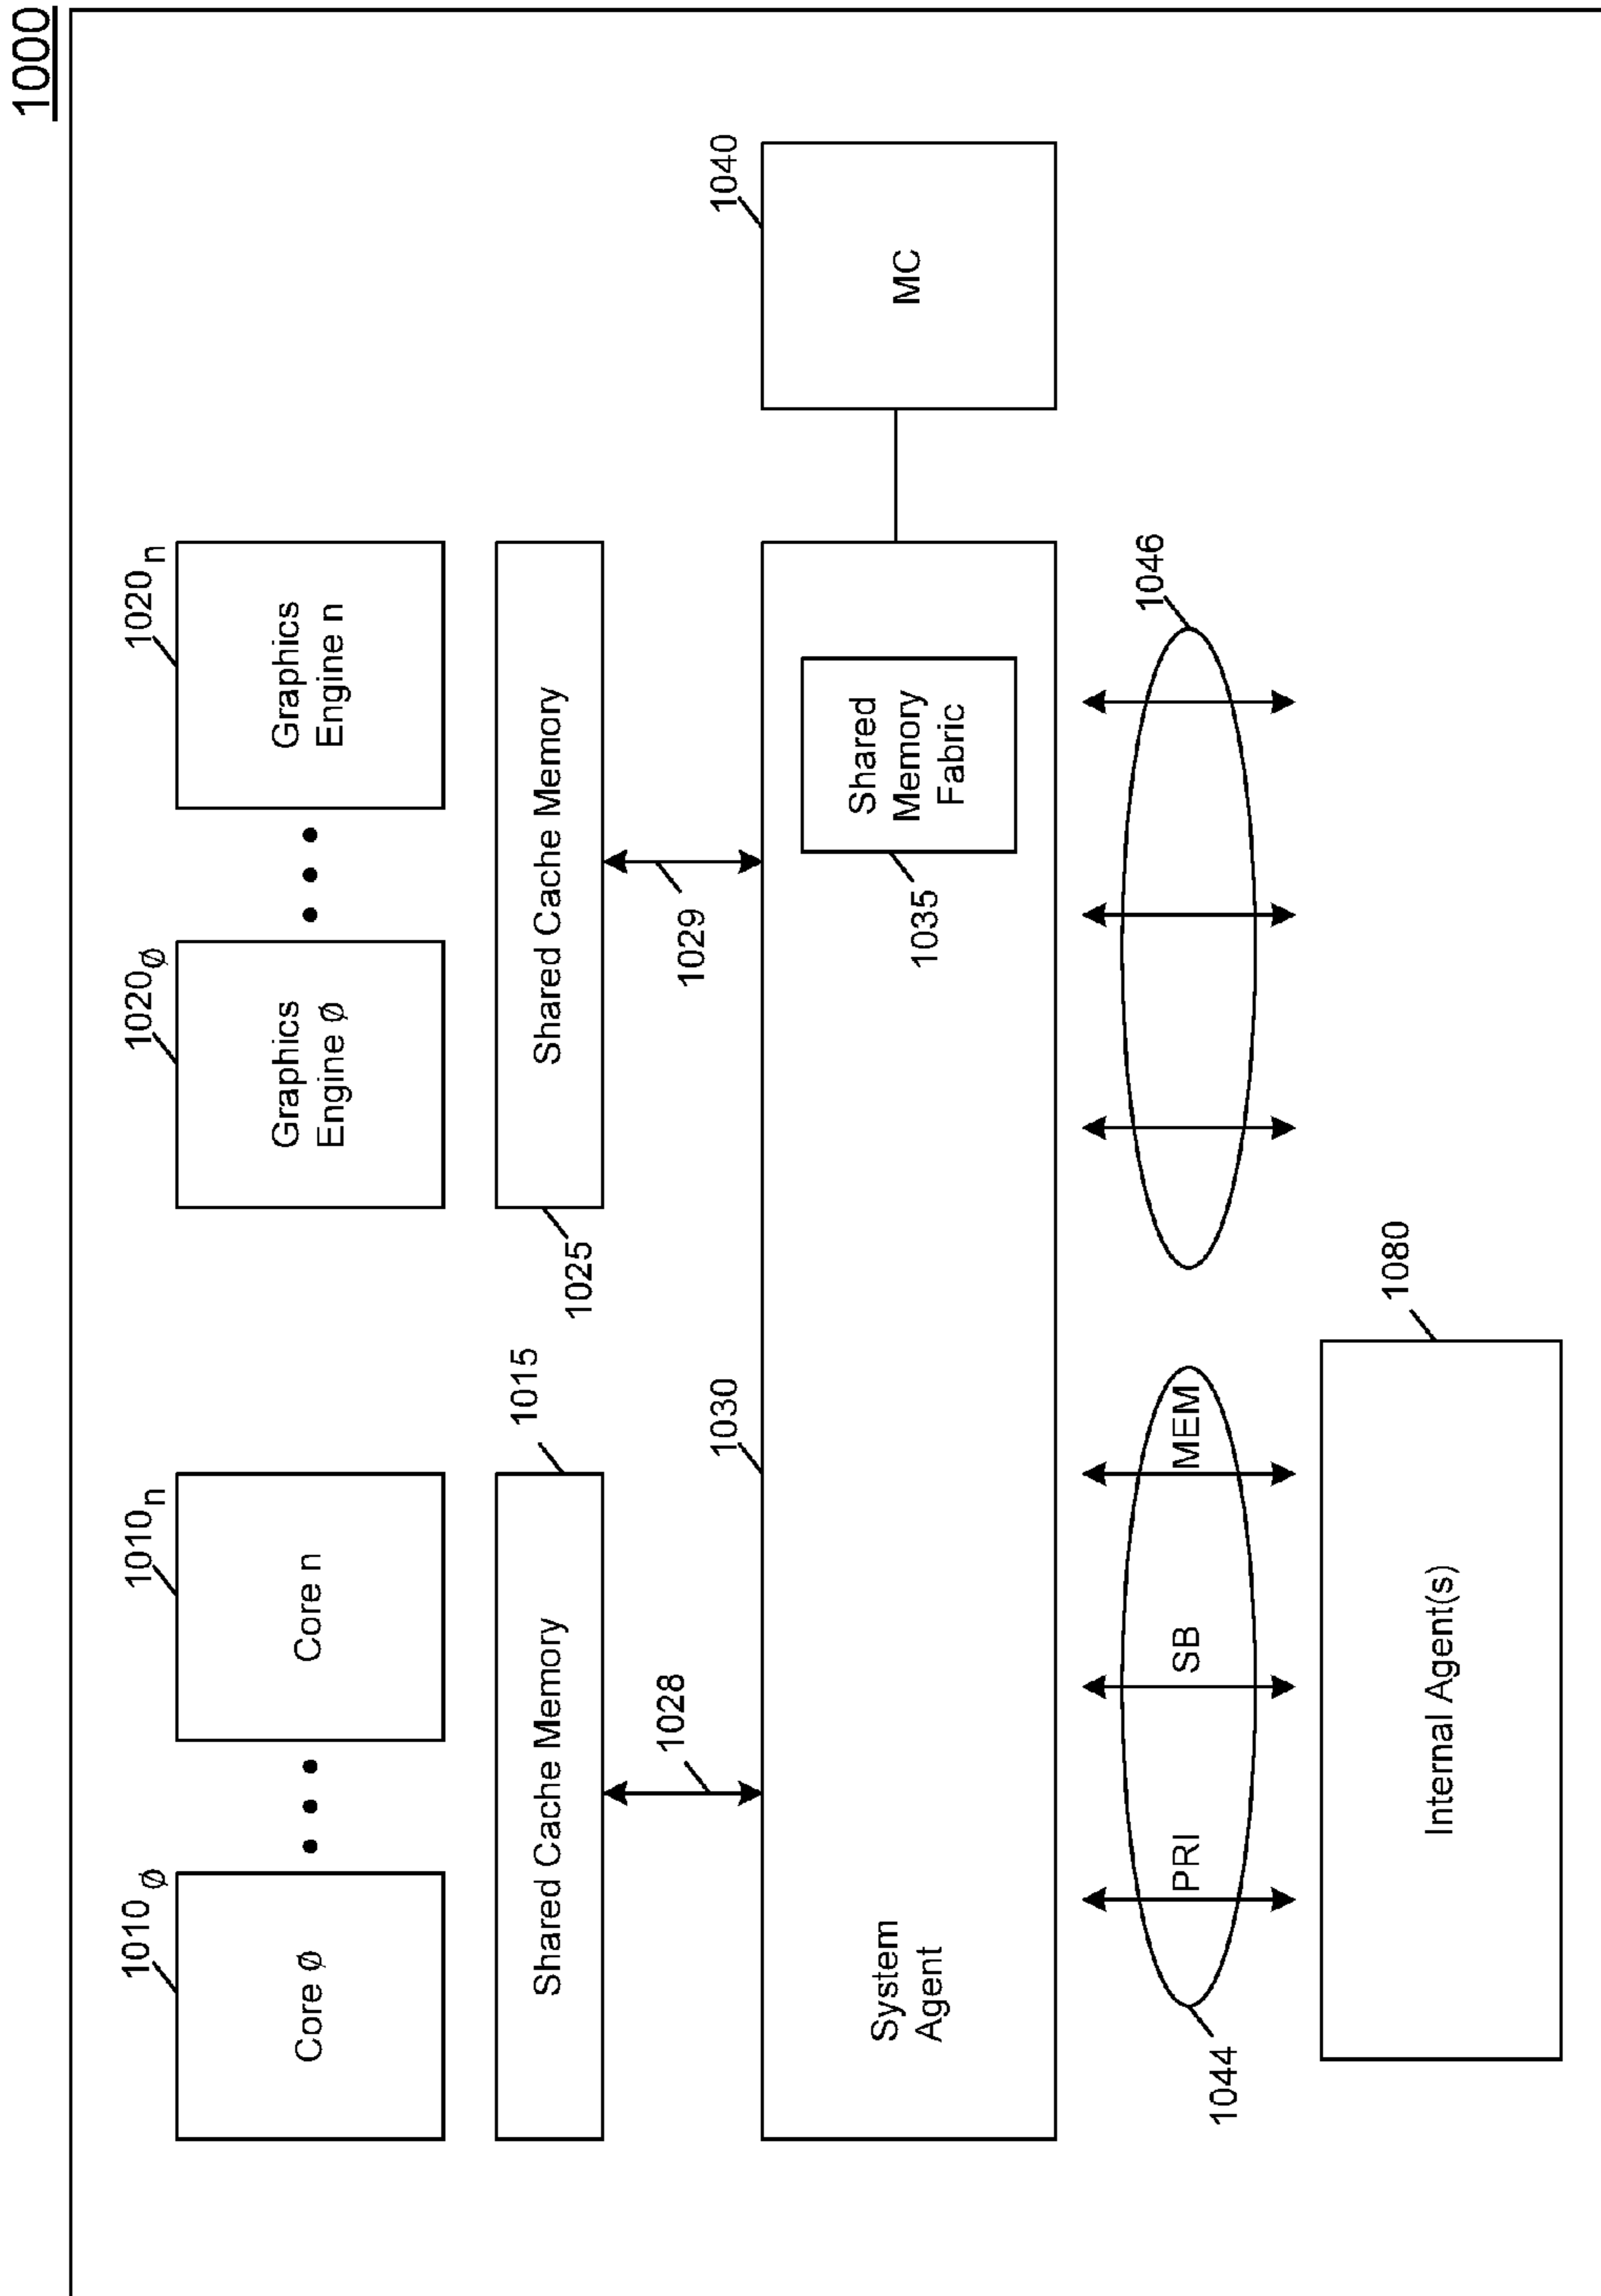 1000
1010ø
1010n
1020ø
1020n
Core ø
Core n
Graphics
Engine ø
Graphics
Engine n
Shared Cache Memory
1015
Shared Cache Memory
1025
1028
1029
1030
1040
System
Agent
Shared
Memory
Fabric
1035
MC
PRI
SB
MEM
1044
1046
1080
Internal Agent(s)